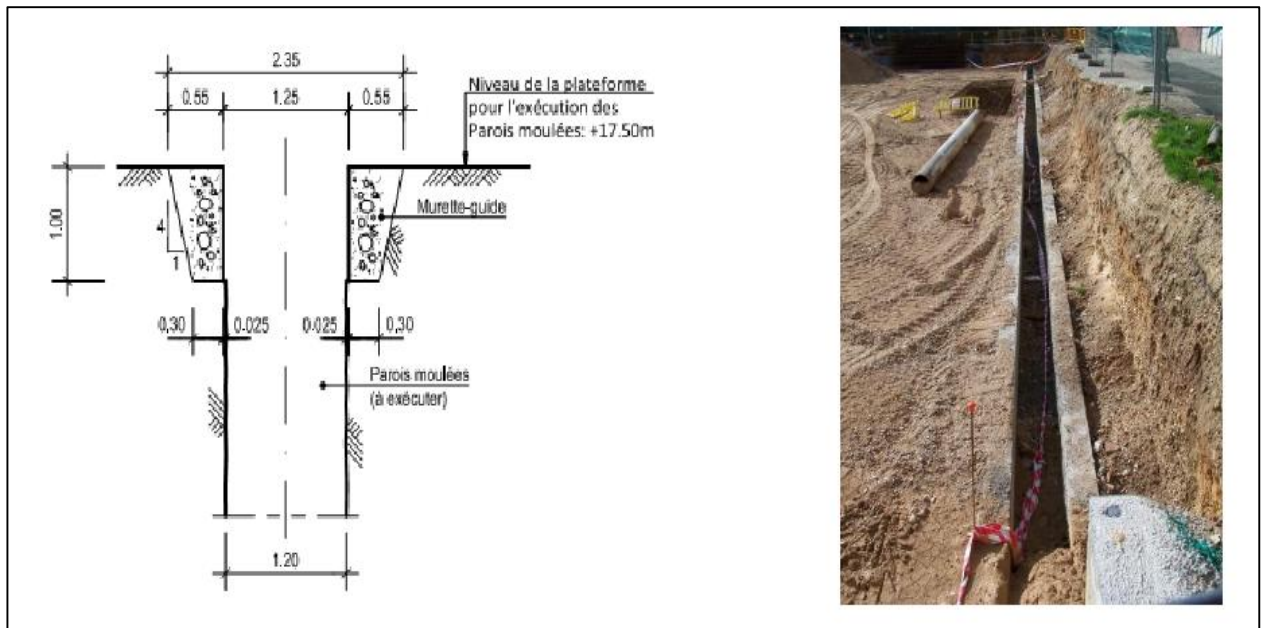 2.35
0.55 1.25 0.55
Niveau de la plateforme
pour l'exécution des
Parois moulées: +17.50m
1.00
4
1
Murette-guide
0,30 0.025 0.025 0,30
Parois moulées
(à exécuter)
1.20